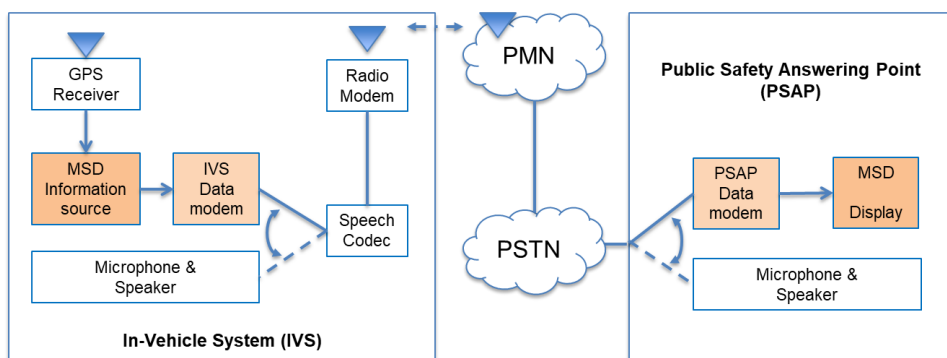 GPS
Receiver
Radio
Modem
PMN
Public Safety Answering Point
(PSAP)
MSD
Information
source
IVS
Data
modem
Speech
Codec
Microphone &
Speaker
In-Vehicle System (IVS)
PSTN
PSAP
Data
modem
MSD
Display
Microphone &
Speaker